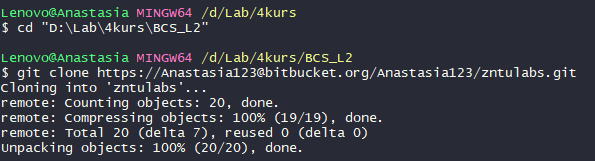 Lenovo@Anastasia MINGW64 /d/Lab/4kurs
$ cd "D:\Lab\4kurs\BCS_L2"
Lenovo@Anastasia MINGW64 /d/Lab/4kurs/BCS_L2
$ git clone https://Anastasia123@bitbucket.org/Anastasia123/zntulabs.git
Cloning into 'zntulabs'...
remote: Counting objects: 20, done.
remote: Compressing objects: 100% (19/19), done.
remote: Total 20 (delta 7), reused 0 (delta 0)
Unpacking objects: 100% (20/20), done.